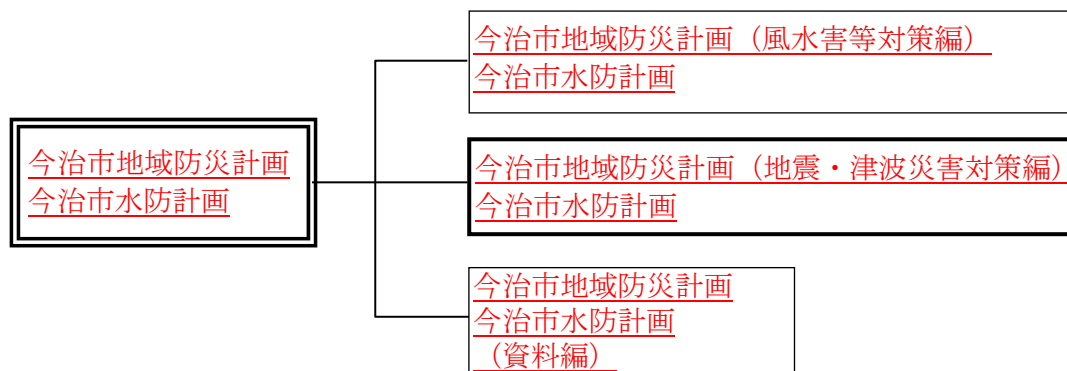 今治市地域防災計画（風水害等対策編）
今治市水防計画
今治市地域防災計画
今治市水防計画
今治市地域防災計画（地震・津波災害対策編）
今治市水防計画
今治市地域防災計画
今治市水防計画
（資料編）